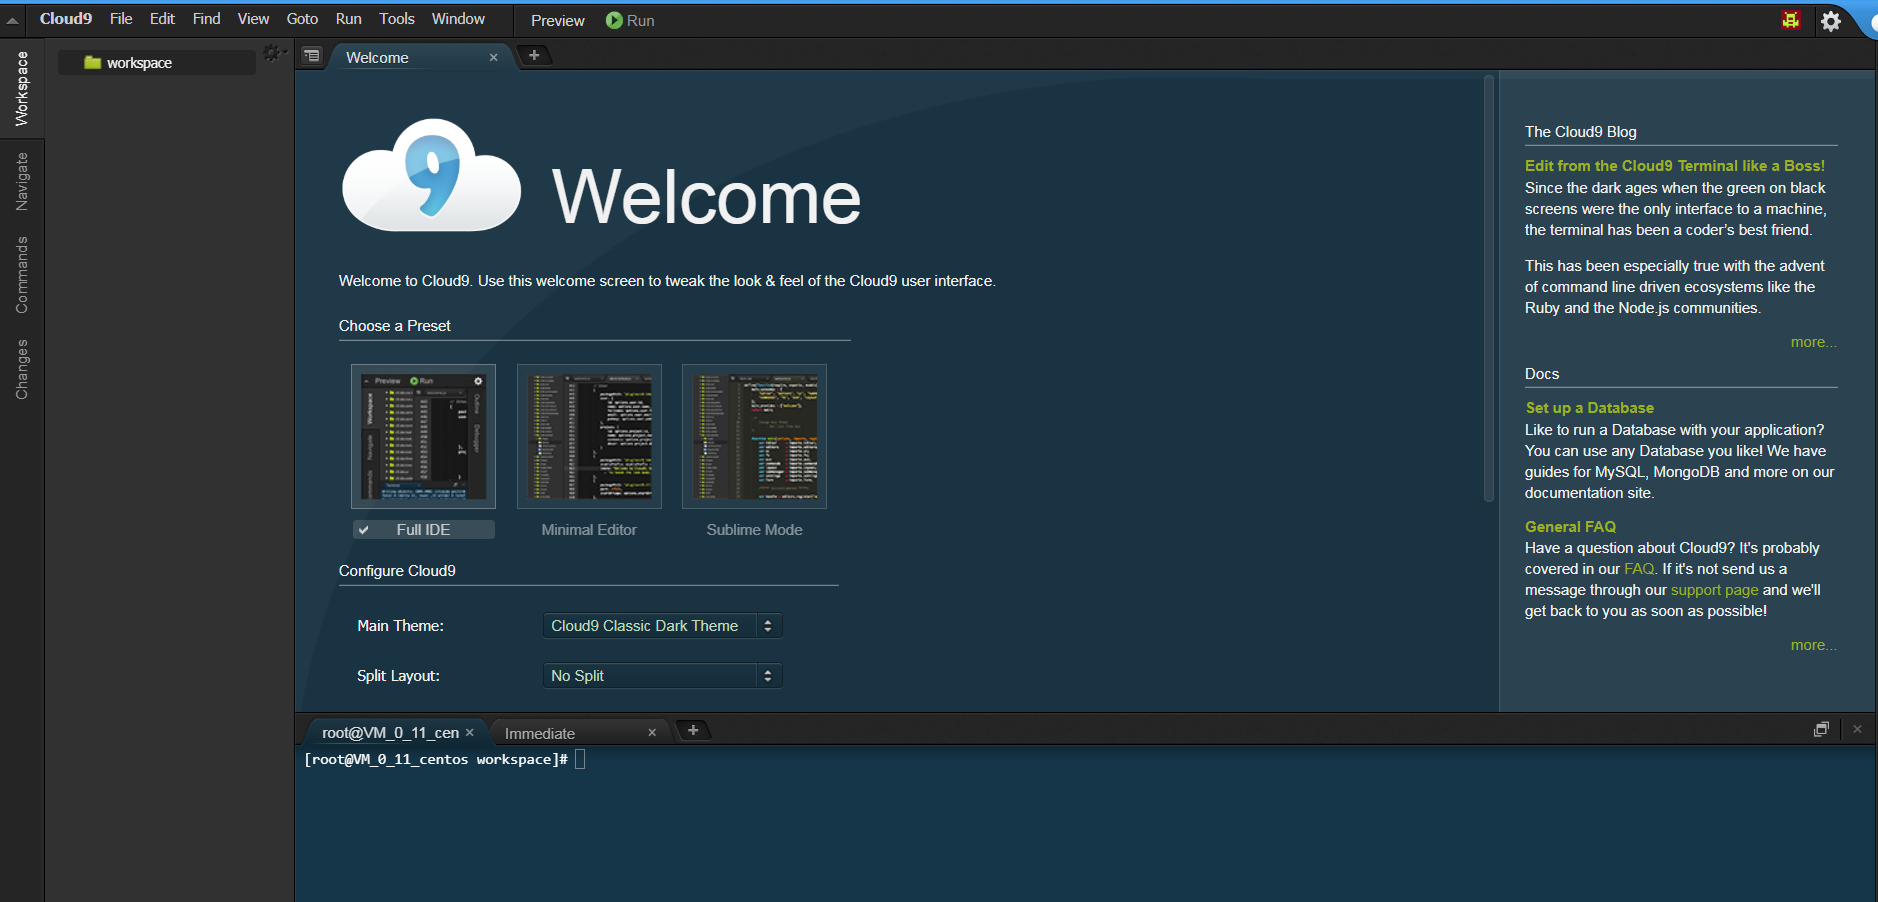 Cloud9 File Edit Find View Goto Run Tools Window Preview Run
Workspace
Navigate
Commands
Changes
workspace
Welcome
9 Welcome
Welcome to Cloud9. Use this welcome screen to tweak the look & feel of the Cloud9 user interface.
Choose a Preset
Preview Run
Full IDE
Minimal Editor
Sublime Mode
Configure Cloud9
Main Theme: Cloud9 Classic Dark Theme
Split Layout: No Split
The Cloud9 Blog
Edit from the Cloud9 Terminal like a Boss!
Since the dark ages when the green on black
screens were the only interface to a machine,
the terminal has been a coder’s best friend.
This has been especially true with the advent
of command line driven ecosystems like the
Ruby and the Node.js communities.
more...
Docs
Set up a Database
Like to run a Database with your application?
You can use any Database you like! We have
guides for MySQL, MongoDB and more on our
documentation site.
General FAQ
Have a question about Cloud9? It's probably
covered in our FAQ. If it's not send us a
message through our support page and we'll
get back to you as soon as possible!
more...
root@VM_0_11_cen
Immediate
[root@VM_0_11_centos workspace]#